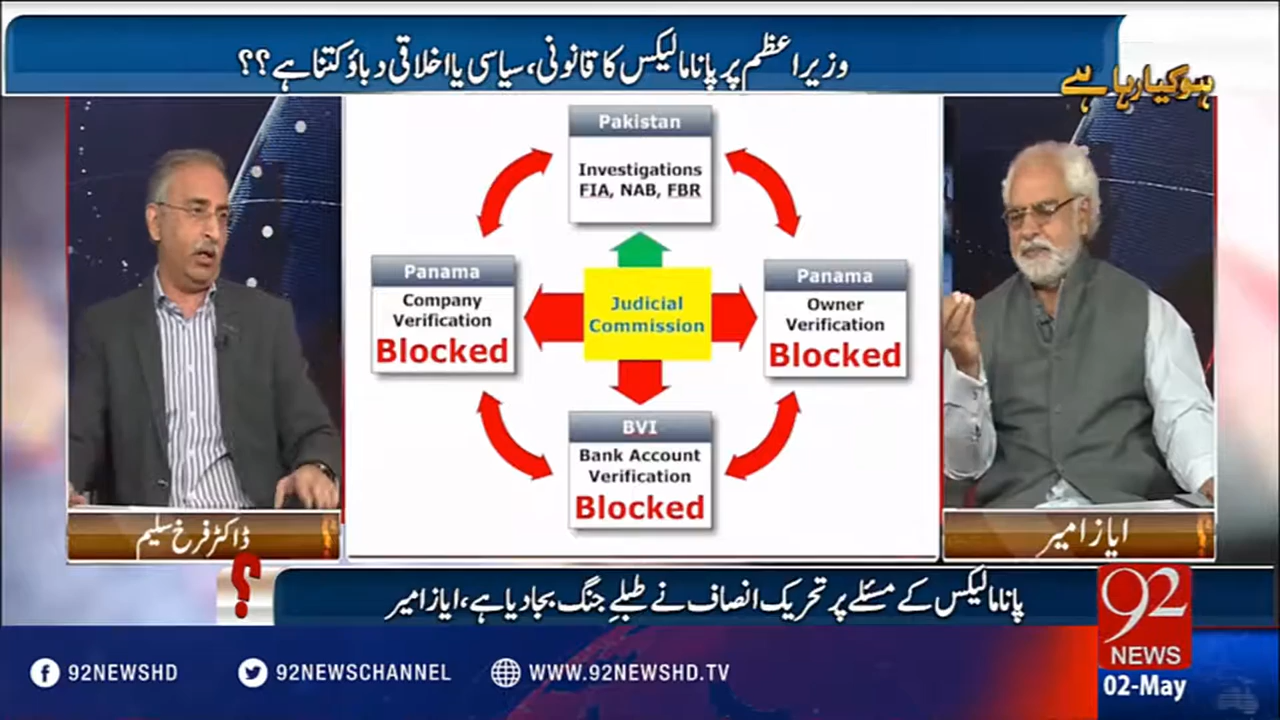 وزیراعظم پر پاناما لیکس کا قانونی، سیاسی یا اخلاقی دباؤ کتنا ہے؟؟
ہو کیا رہا ہے
Pakistan
Investigations
FIA, NAB, FBR
Panama
Company
Verification
Blocked
Judicial
Commission
Panama
Owner
Verification
Blocked
BVI
Bank Account
Verification
Blocked
ڈاکٹر فرخ سلیم
ایاز امیر
پاناما لیکس کے مسئلے پر تحریک انصاف نے طبلے جنگ بجا دیا ہے، ایاز امیر
؟
92
NEWS
92NEWSHD
92NEWSCHANNEL
WWW.92NEWSHD.TV
02-May